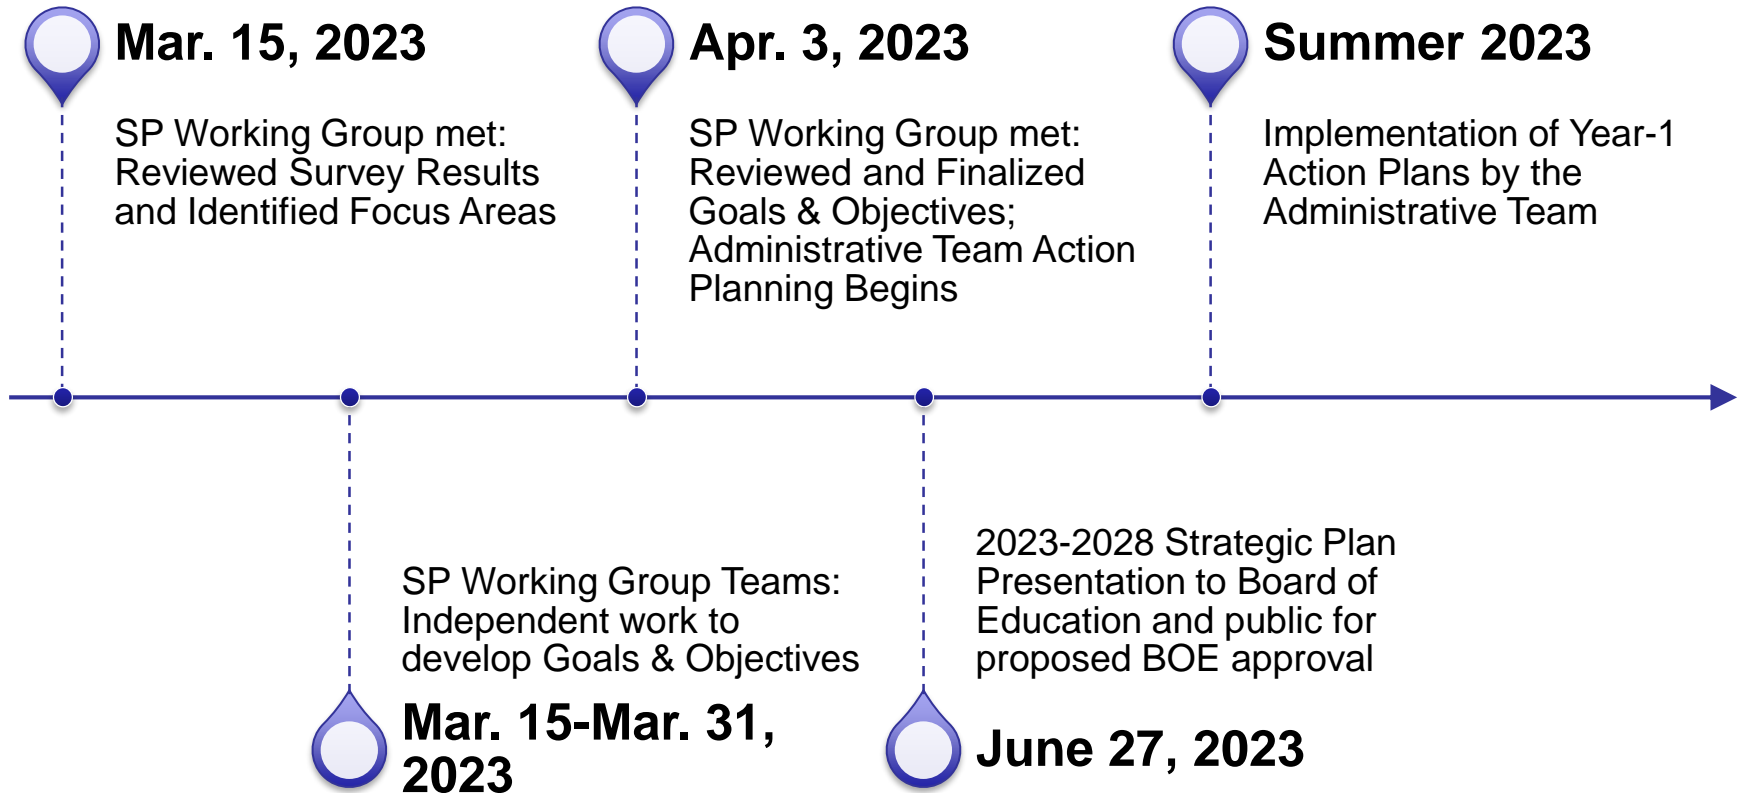 Mar. 15, 2023
SP Working Group met:
Reviewed Survey Results
and Identified Focus Areas
Apr. 3, 2023
SP Working Group met:
Reviewed and Finalized
Goals & Objectives;
Administrative Team Action
Planning Begins
Summer 2023
Implementation of Year-1
Action Plans by the
Administrative Team
SP Working Group Teams:
Independent work to
develop Goals & Objectives
Mar. 15-Mar. 31,
2023
2023-2028 Strategic Plan
Presentation to Board of
Education and public for
proposed BOE approval
June 27, 2023